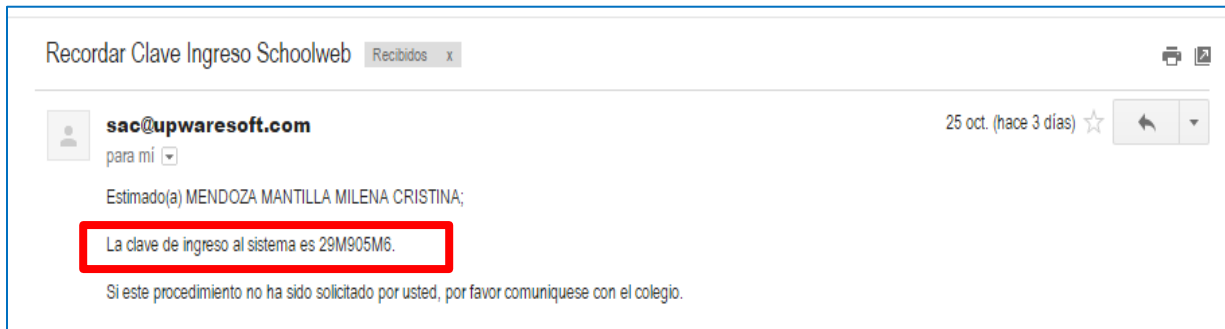 Recordar Clave Ingreso Schoolweb Recibidos x
sac@upwaresoft.com 25 oct. (hace 3 días)
para mí
Estimado(a) MENDOZA MANTILLA MILENA CRISTINA;
La clave de ingreso al sistema es 29M905M6.
Si este procedimiento no ha sido solicitado por usted, por favor comuniquese con el colegio.